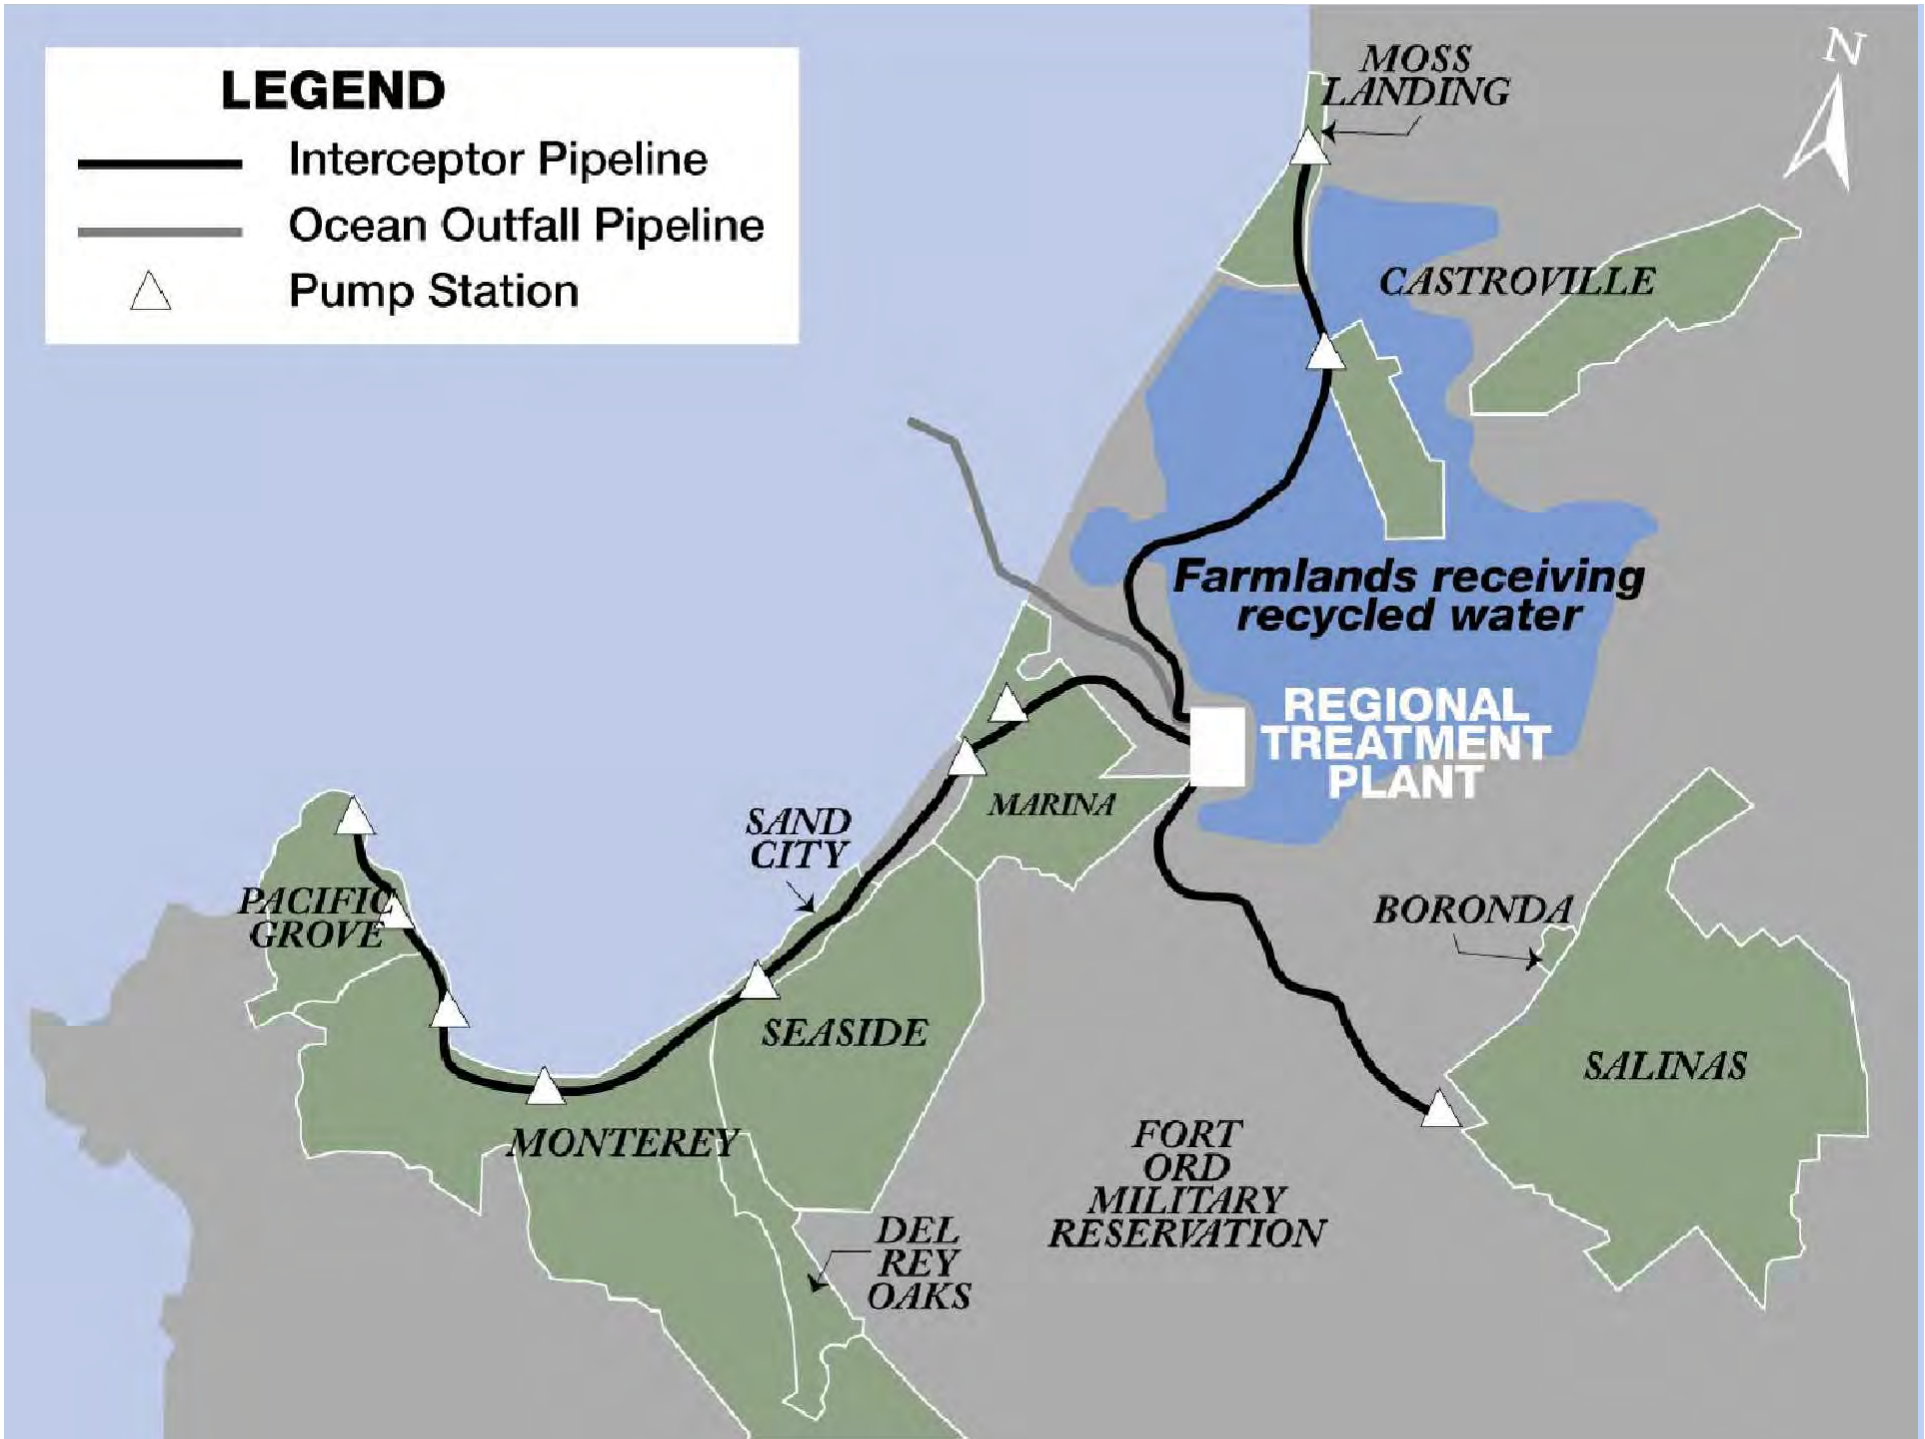 LEGEND
Interceptor Pipeline
Ocean Outfall Pipeline
Pump Station
N
MOSS
LANDING
CASTROVILLE
Farmlands receiving
recycled water
REGIONAL
TREATMENT
PLANT
MARINA
SAND
CITY
PACIFIC
GROVE
BORONDA
SEASIDE
SALINAS
MONTEREY
FORT
ORD
MILITARY
RESERVATION
DEL
REY
OAKS